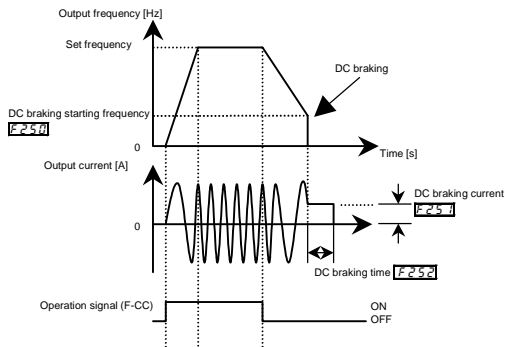 Output frequency [Hz]
Set frequency
DC braking
DC braking starting frequency
F250
0
Time [s]
Output current [A]
DC braking current
F251
0
DC braking time F252
Operation signal (F-CC)
ON
OFF